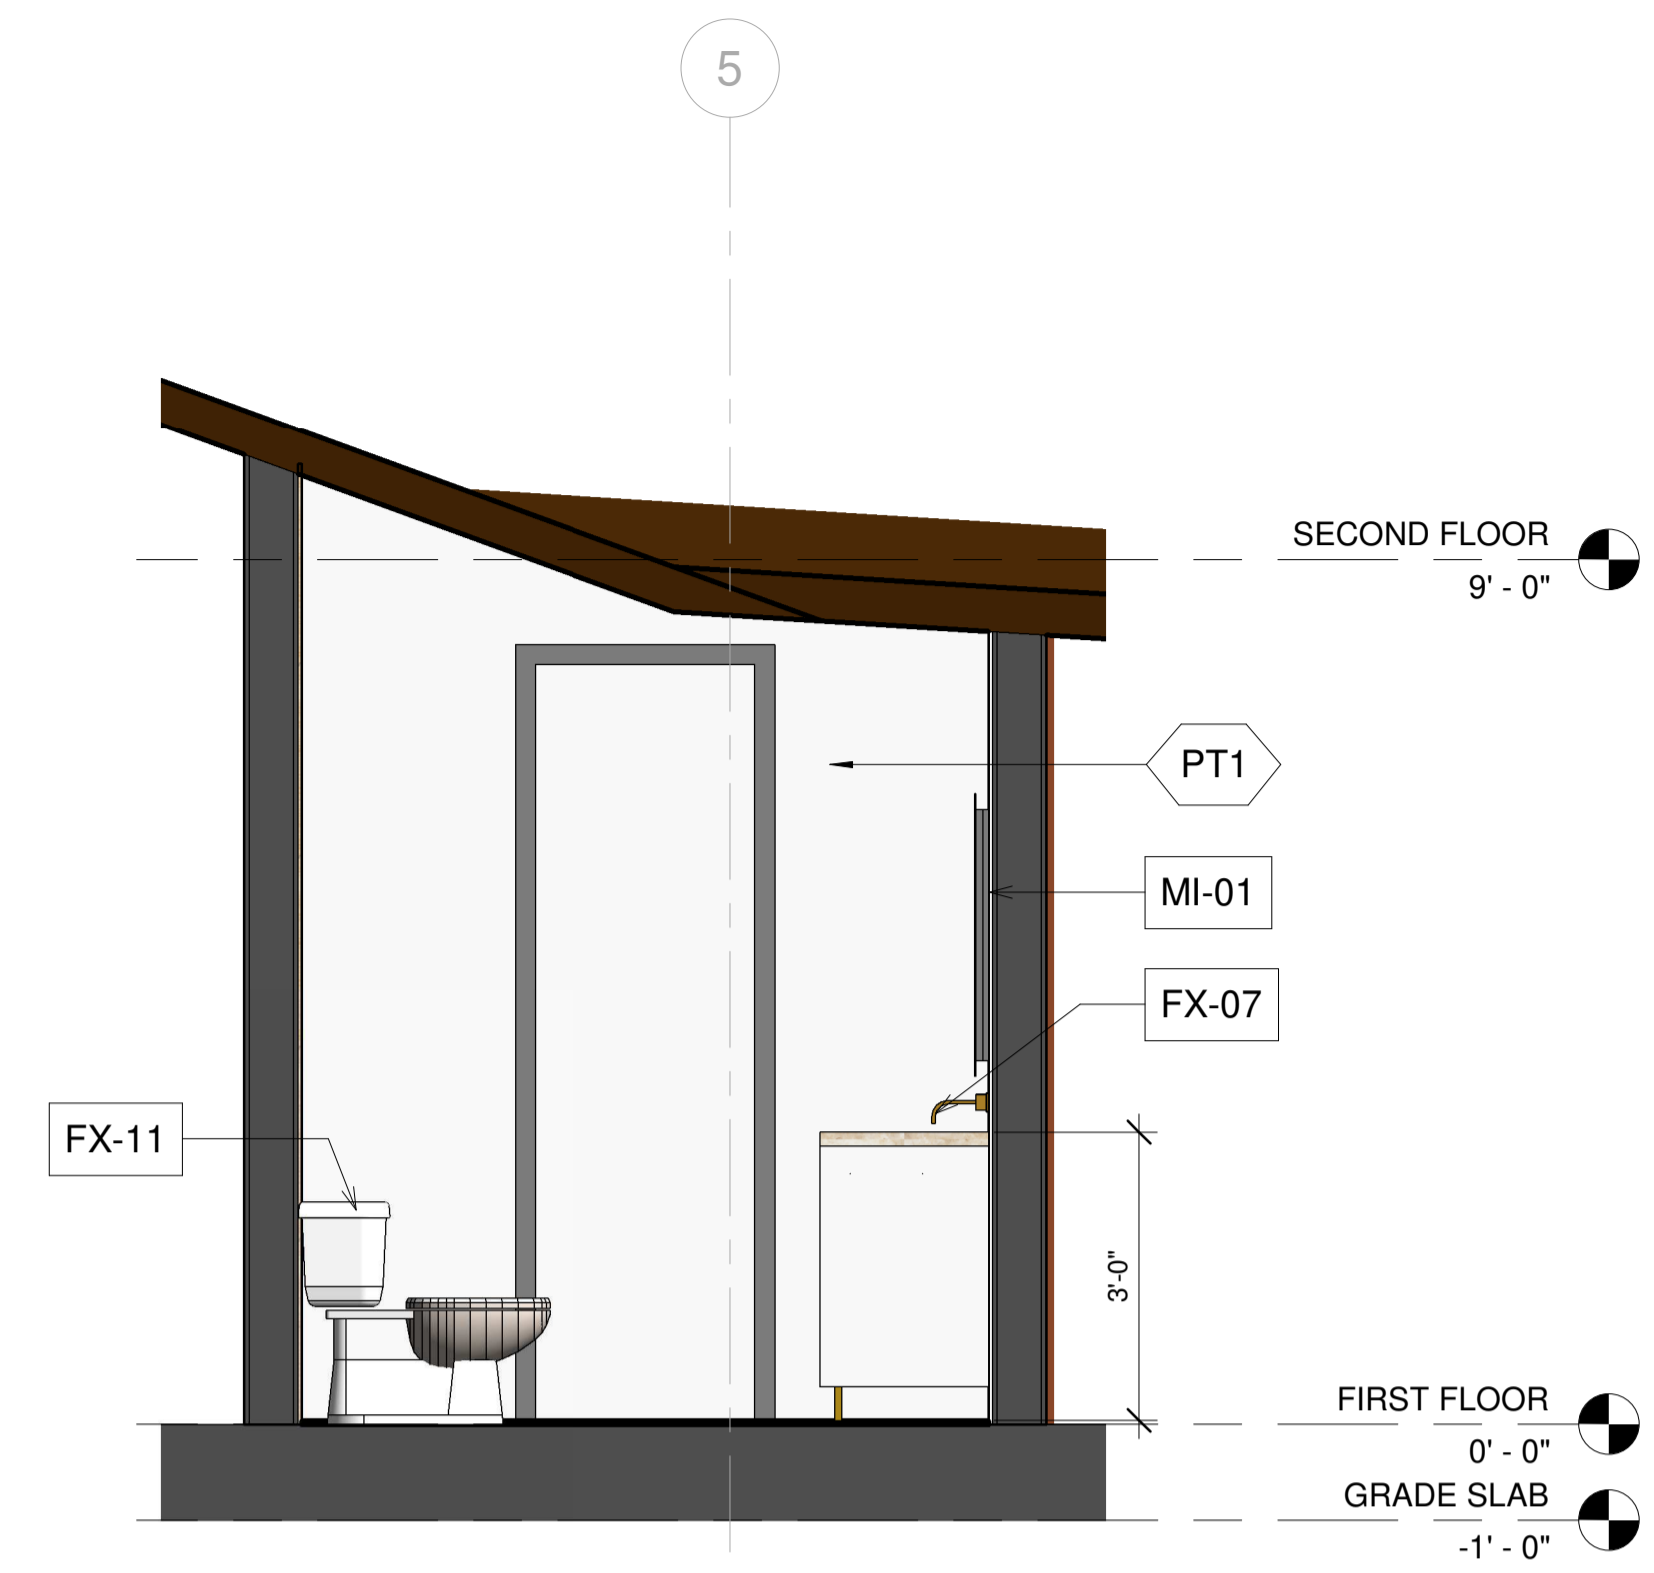 5
SECOND FLOOR
9' - 0"
PT1
MI-01
FX-07
FX-11
3'-0"
FIRST FLOOR
0' - 0"
GRADE SLAB
-1' - 0"